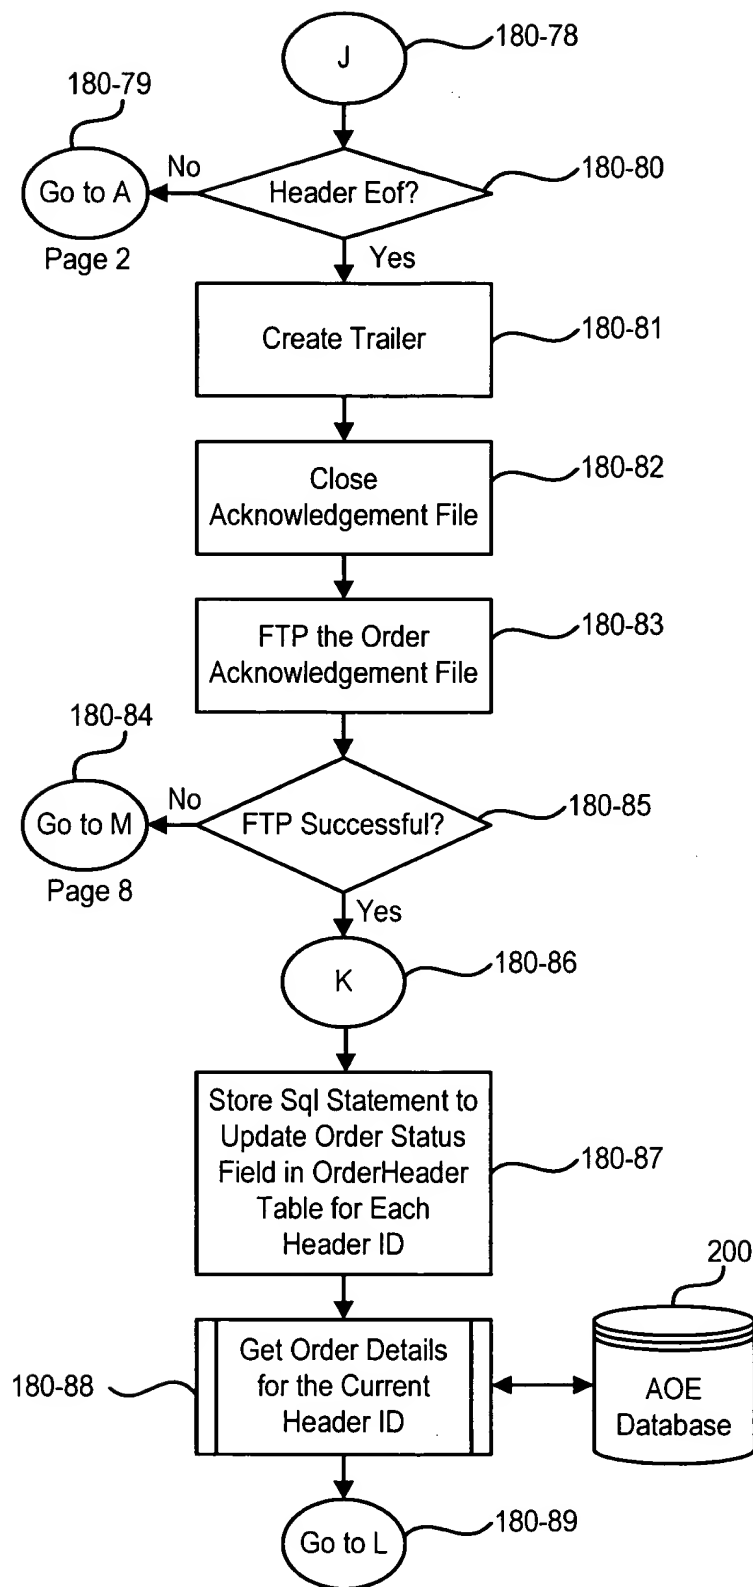 J
180-78
180-79
No
Go to A
Page 2
Header Eof?
180-80
Yes
Create Trailer
180-81
Close
Acknowledgement File
180-82
FTP the Order
Acknowledgement File
180-83
180-84
No
Go to M
Page 8
FTP Successful?
180-85
Yes
K
180-86
Store Sql Statement to
Update Order Status
Field in OrderHeader
Table for Each
Header ID
180-87
200
180-88
Get Order Details
for the Current
Header ID
AOE
Database
Go to L
180-89